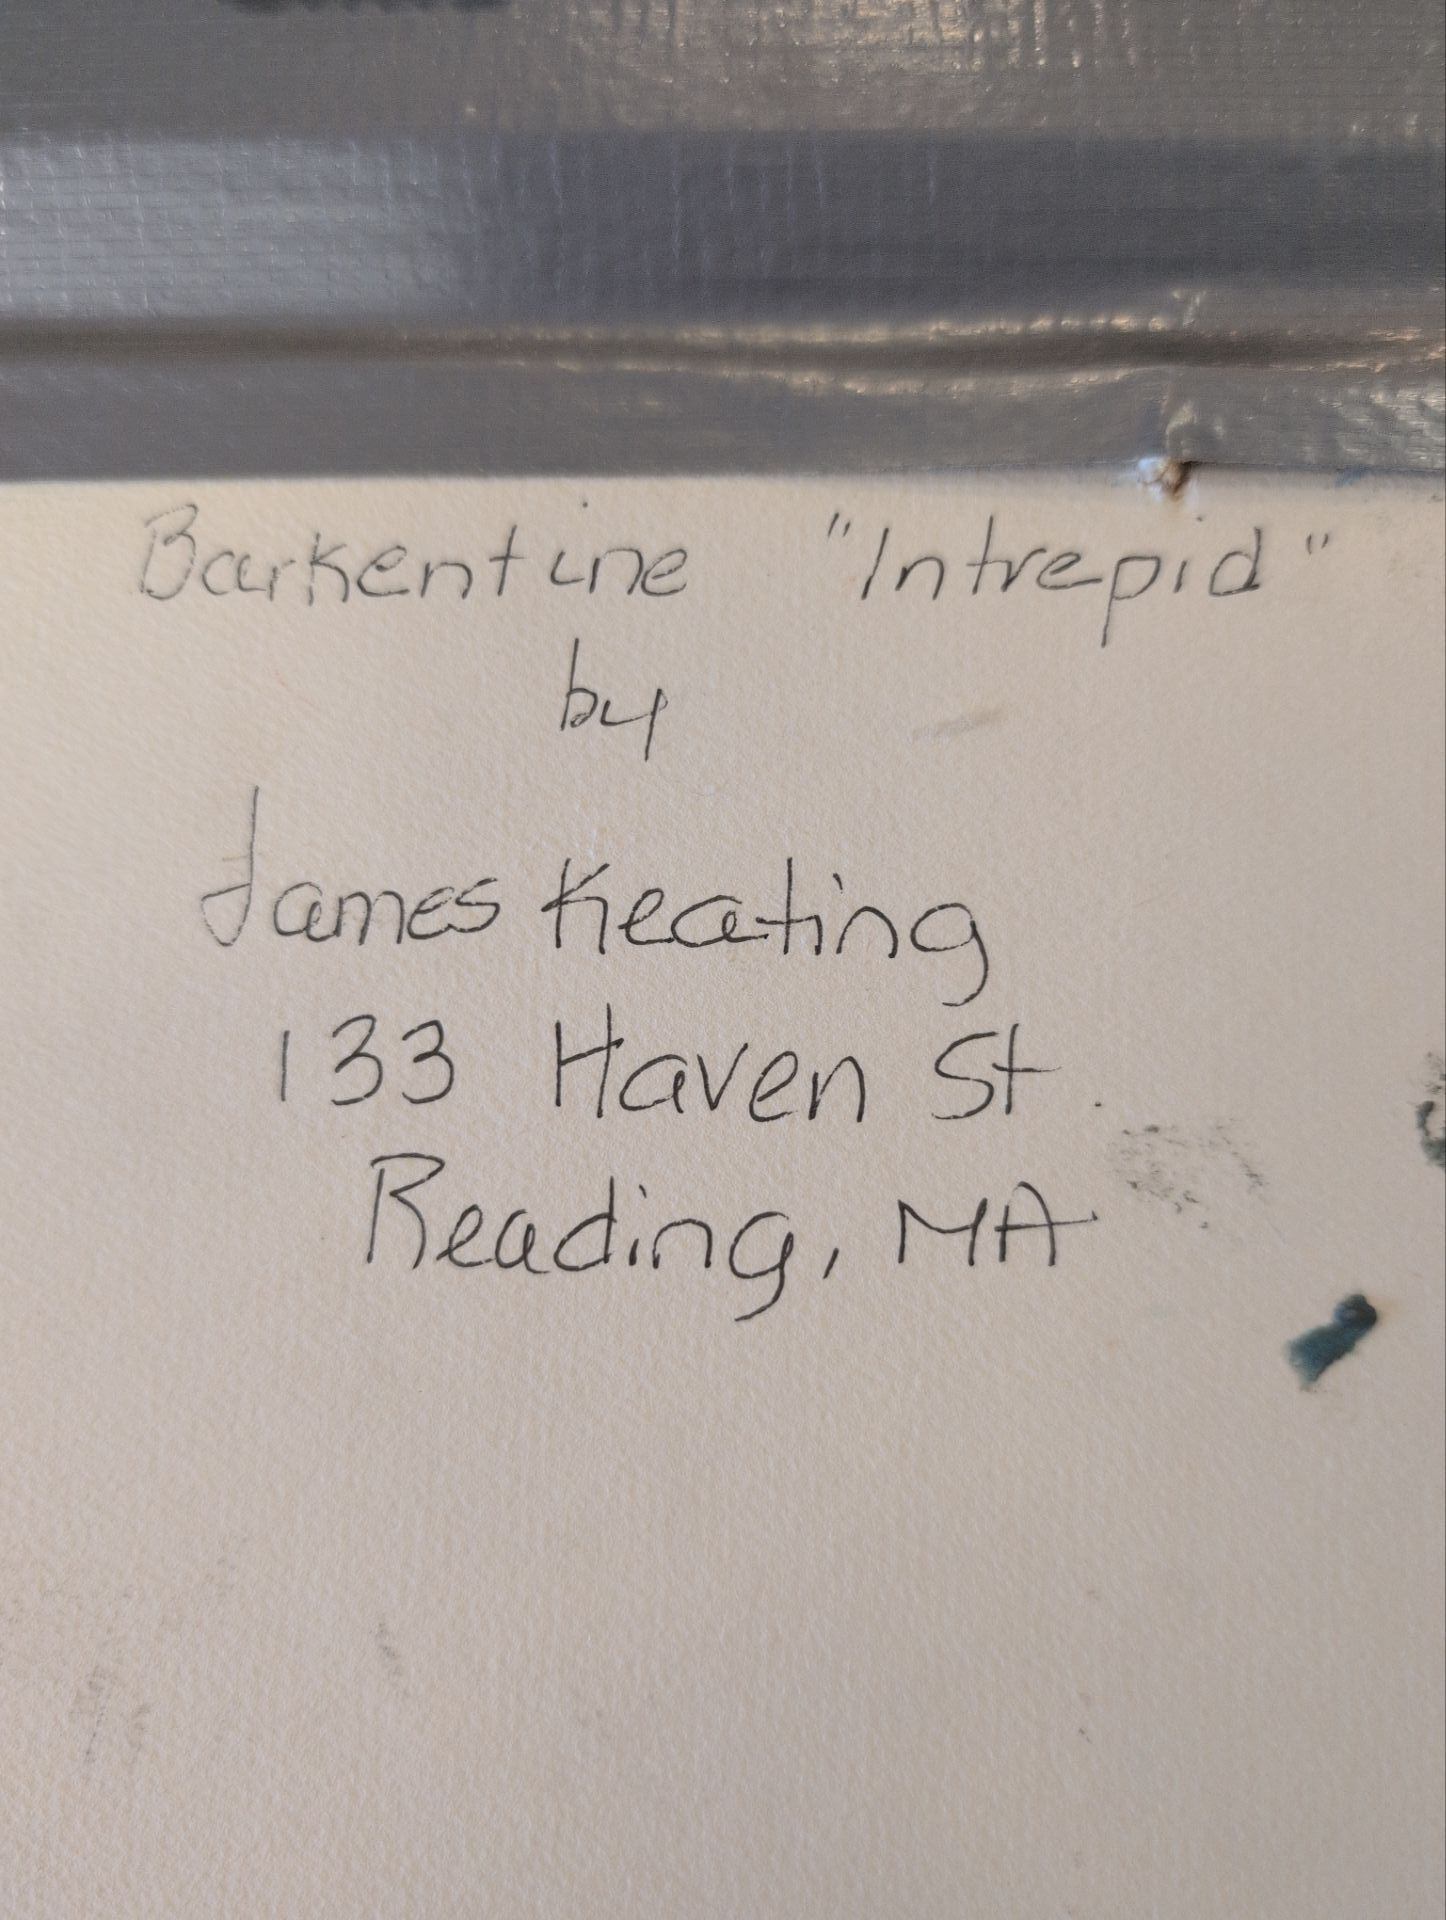 Barkentine "Intrepid"
by
James Keating
133 Haven St.
Reading, MA